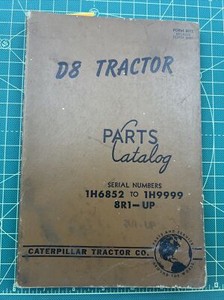 D8 TRACTOR
PARTS
Catalog
SERIAL NUMBERS
1H6852 TO 1H9999
8R1-UP
CATERPILLAR TRACTOR CO.